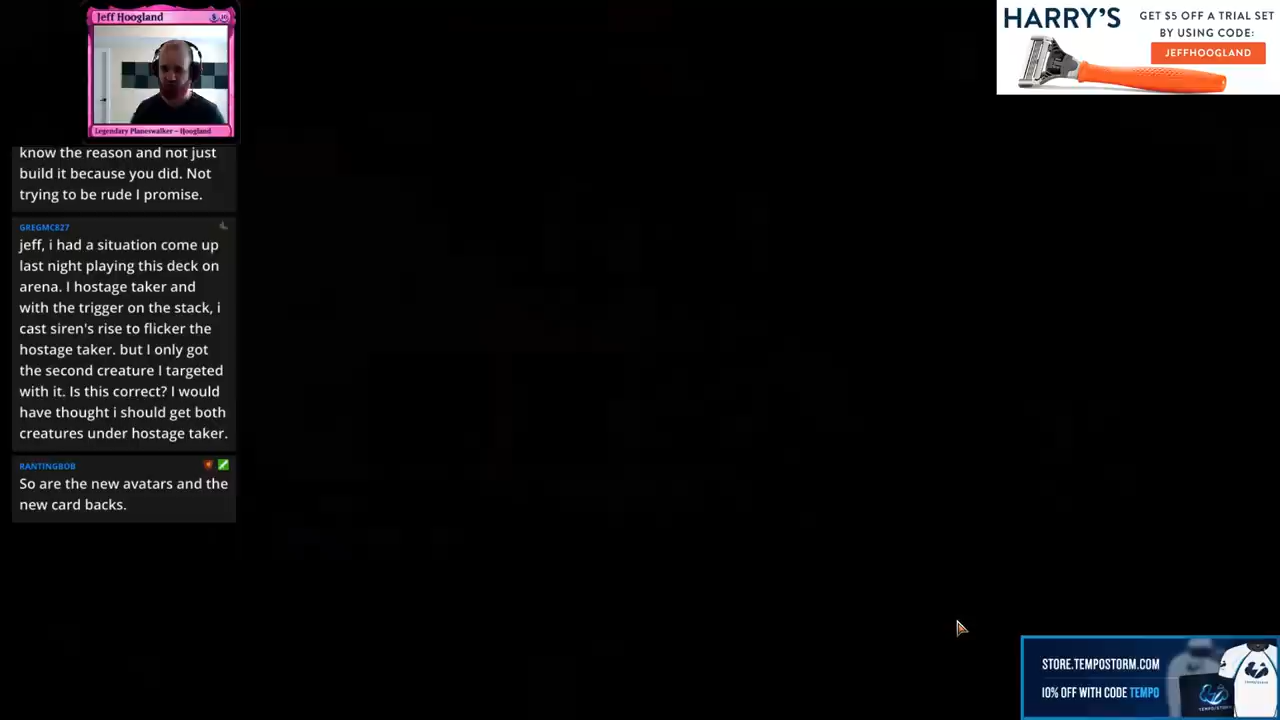 Jeff Hoogland
Legendary Planeswalker - Hoogland
HARRY'S
GET $5 OFF A TRIAL SET
BY USING CODE:
JEFFHOOGLAND
know the reason and not just
build it because you did. Not
trying to be rude I promise.
GREGMC827
jeff, i had a situation come up
last night playing this deck on
arena. I hostage taker and
with the trigger on the stack, i
cast siren's rise to flicker the
hostage taker. but I only got
the second creature I targeted
with it. Is this correct? I would
have thought i should get both
creatures under hostage taker.
RANTINGBOB
So are the new avatars and the
new card backs.
STORE.TEMPOSTORM.COM
10% OFF WITH CODE TEMPO